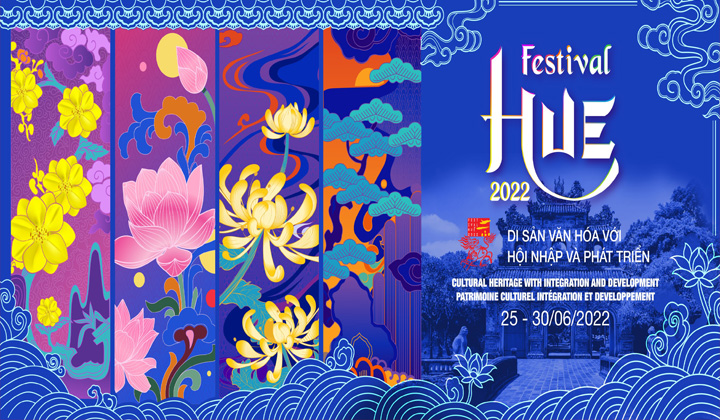 Festival
HUE
2022
DI SẢN VĂN HÓA VỚI
HỘI NHẬP VÀ PHÁT TRIỂN
CULTURAL HERITAGE WITH INTEGRATION AND DEVELOPMENT
PATRIMOINE CULTUREL INTÉGRATION ET DEVELOPPEMENT
25 - 30/06/2022